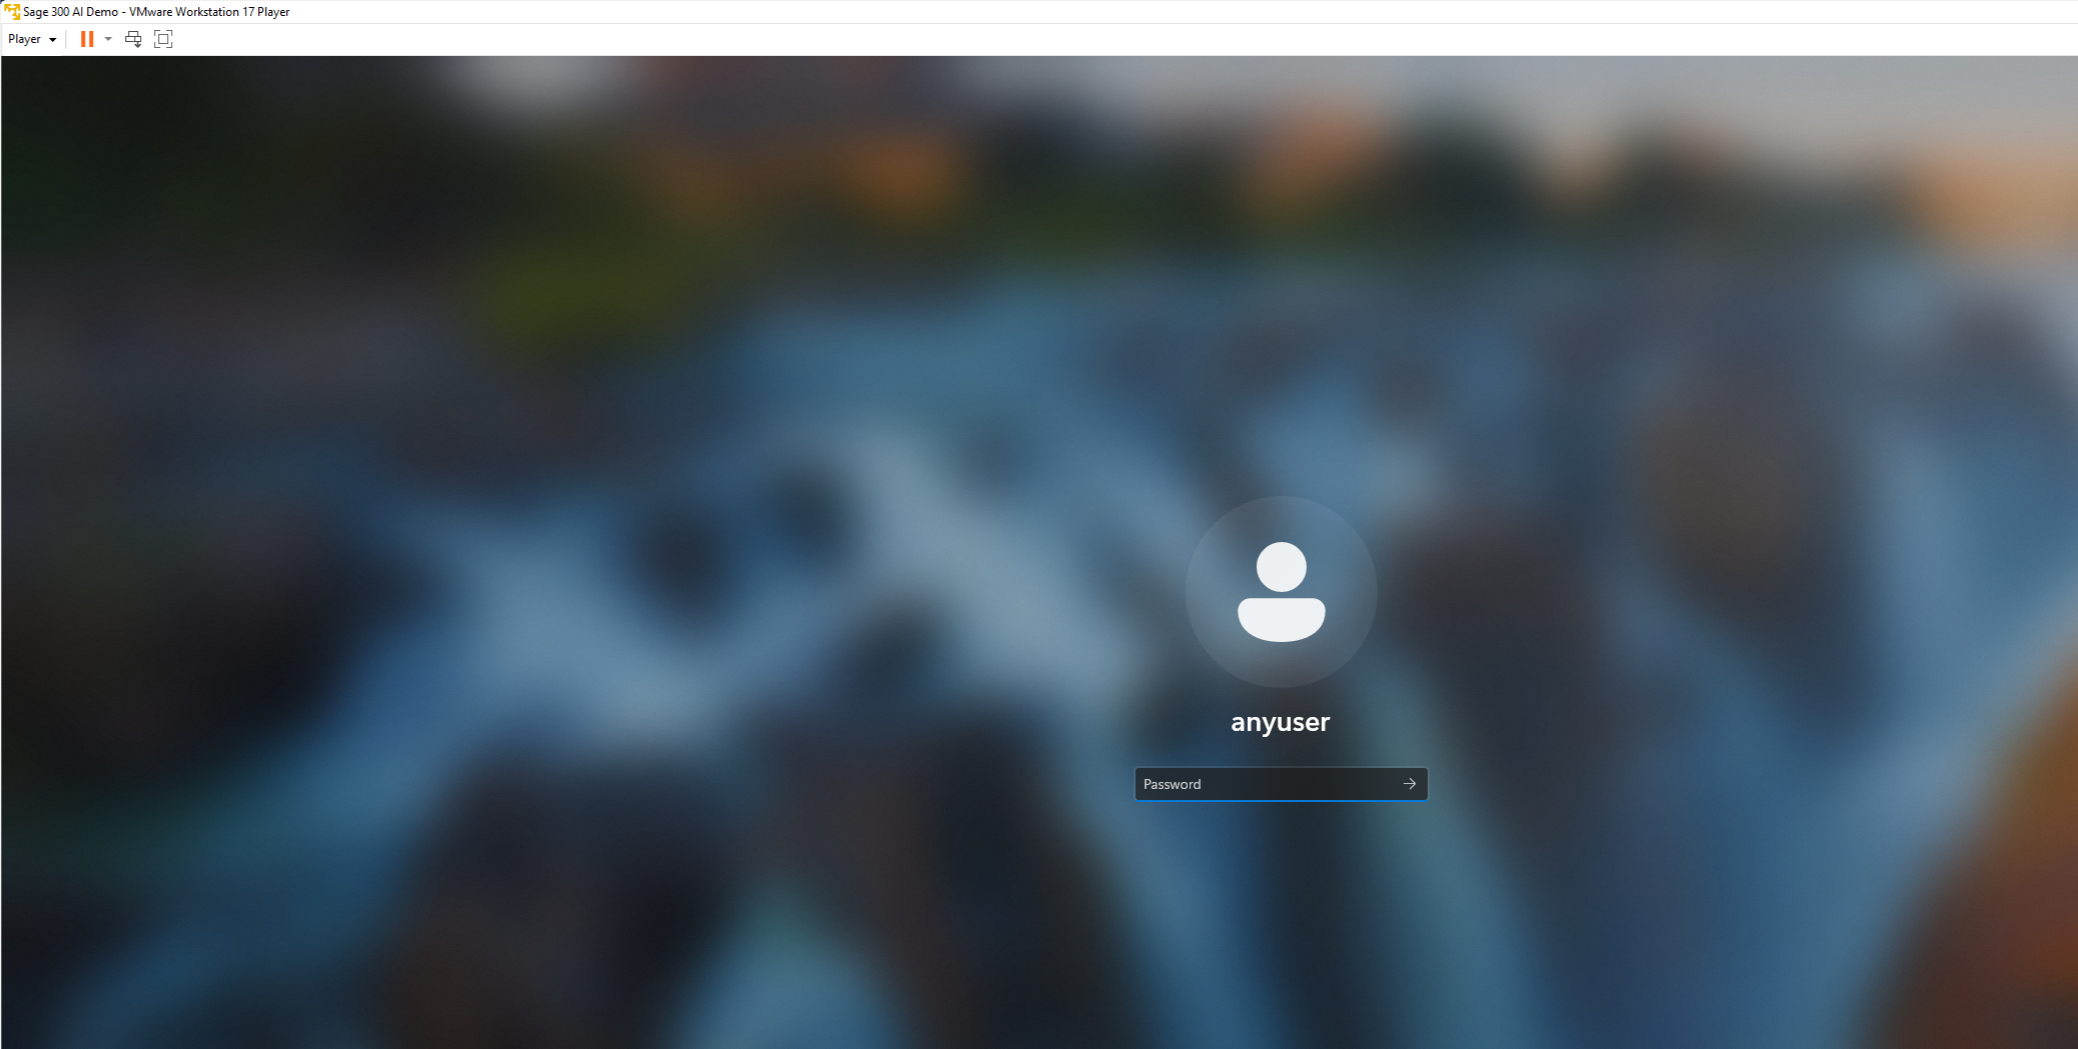 Sage 300 AI Demo - VMware Workstation 17 Player
Player
anyuser
Password